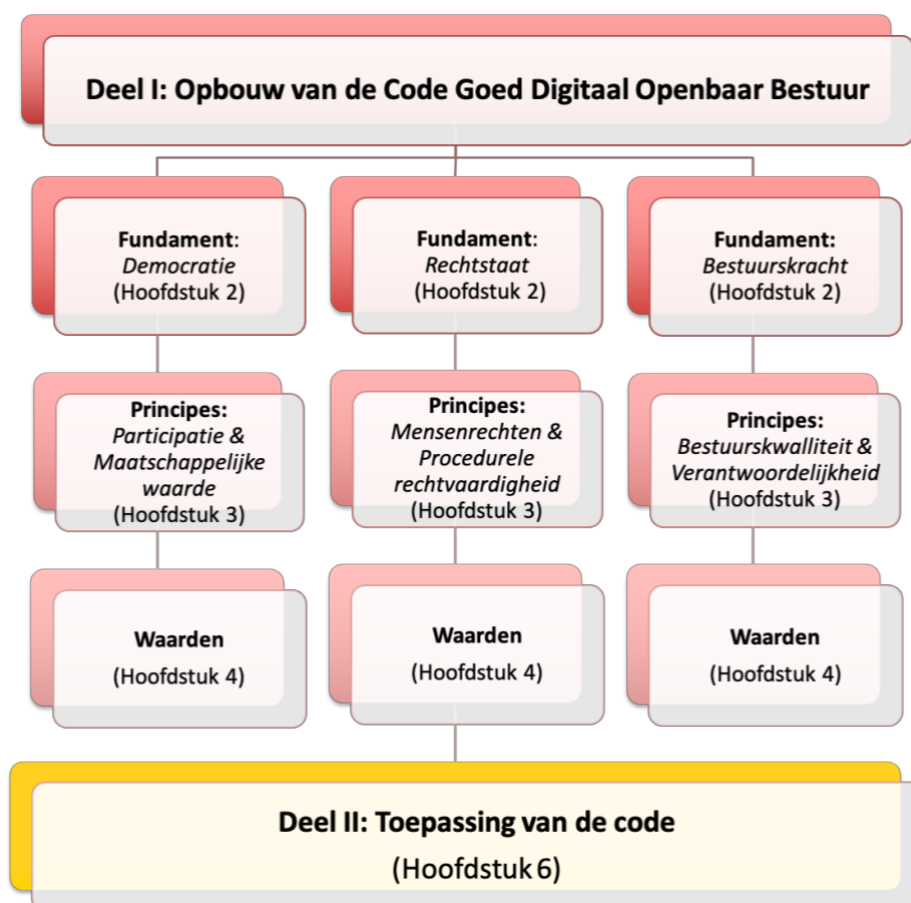 Deel I: Opbouw van de Code Goed Digitaal Openbaar Bestuur
Fundament:
Democratie
(Hoofdstuk 2)
Fundament:
Rechtstaat
(Hoofdstuk 2)
Fundament:
Bestuurskracht
(Hoofdstuk 2)
Principes:
Participatie &
Maatschappelijke
waarde
(Hoofdstuk 3)
Principes:
Mensenrechten &
Procedurele
rechtvaardigheid
(Hoofdstuk 3)
Principes:
Bestuurskwalliteit &
Verantwoordelijkheid
(Hoofdstuk 3)
Waarden
(Hoofdstuk 4)
Waarden
(Hoofdstuk 4)
Waarden
(Hoofdstuk 4)
Deel II: Toepassing van de code
(Hoofdstuk 6)